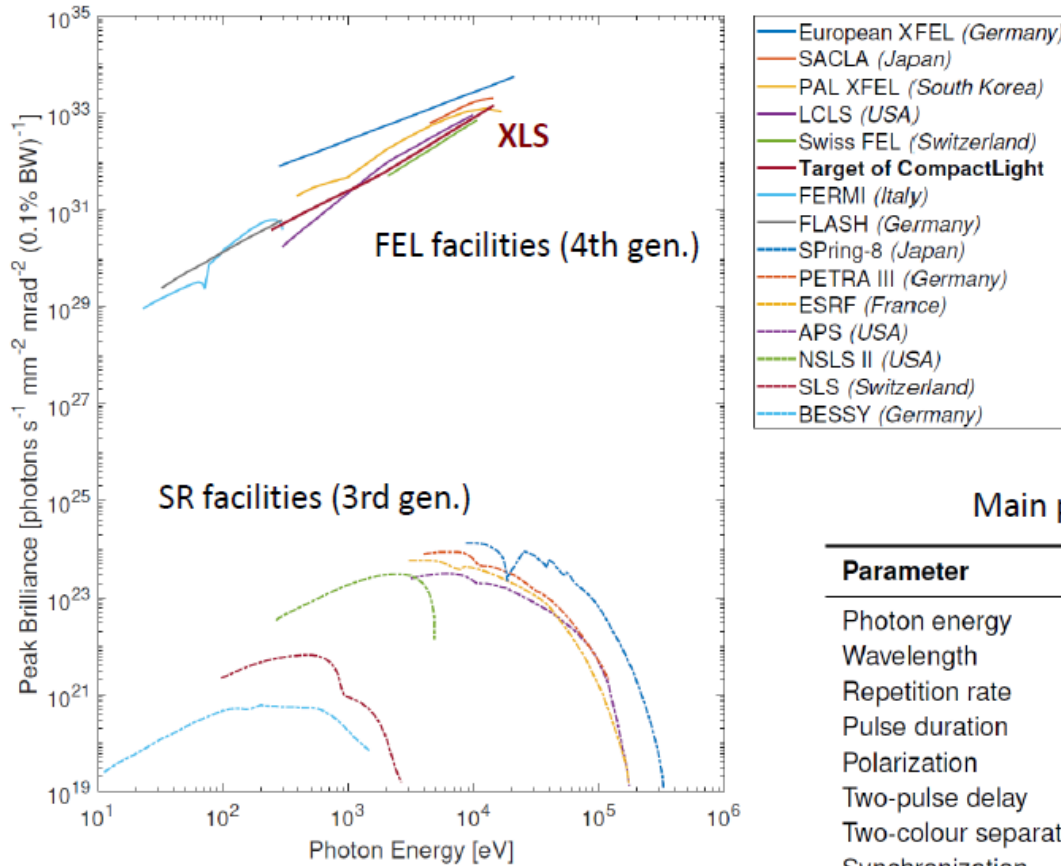 10^35
10^33
10^31
10^29
10^27
10^25
10^23
10^21
10^19
Peak Brilliance [photons s^-1 mm^-2 mrad^-2 (0.1% BW)^-1
10^1
10^2
10^3
10^4
10^5
10^6
Photon Energy [eV]
XLS
FEL facilities (4th gen.)
SR facilities (3rd gen.)
European XFEL (Germany)
SACLA (Japan)
PAL XFEL (South Korea)
LCLS (USA)
Swiss FEL (Switzerland)
Target of CompactLight
FERMI (Italy)
FLASH (Germany)
SPring-8 (Japan)
PETRA III (Germany)
ESRF (France)
APS (USA)
NSLS II (USA)
SLS (Switzerland)
BESSY (Germany)
Main p
Parameter
Photon energy
Wavelength
Repetition rate
Pulse duration
Polarization
Two-pulse delay
Two-colour separat